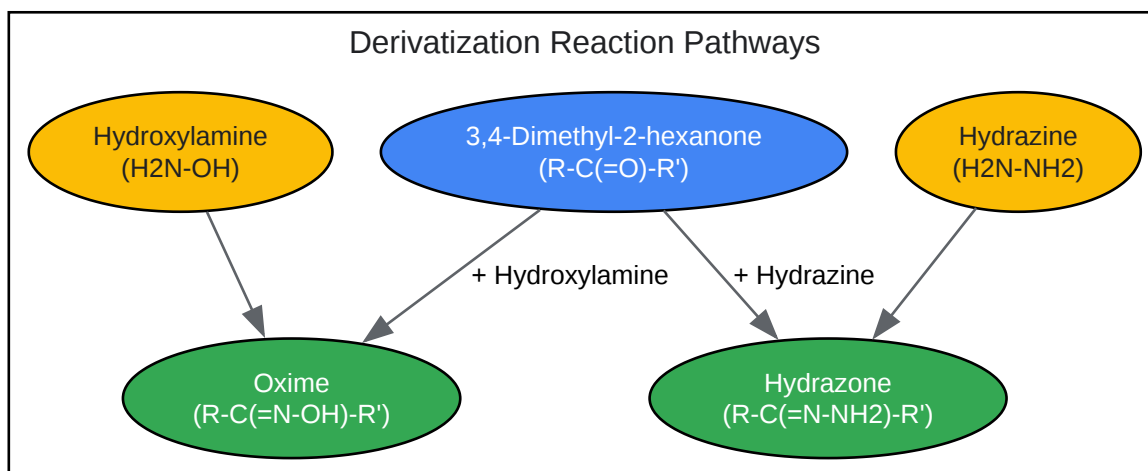 Derivatization Reaction Pathways
Hydroxylamine
(H2N-OH)
3,4-Dimethyl-2-hexanone
(R-C(=O)-R')
Hydrazine
(H2N-NH2)
+ Hydroxylamine
+ Hydrazine
Oxime
(R-C(=N-OH)-R')
Hydrazone
(R-C(=N-NH2)-R')